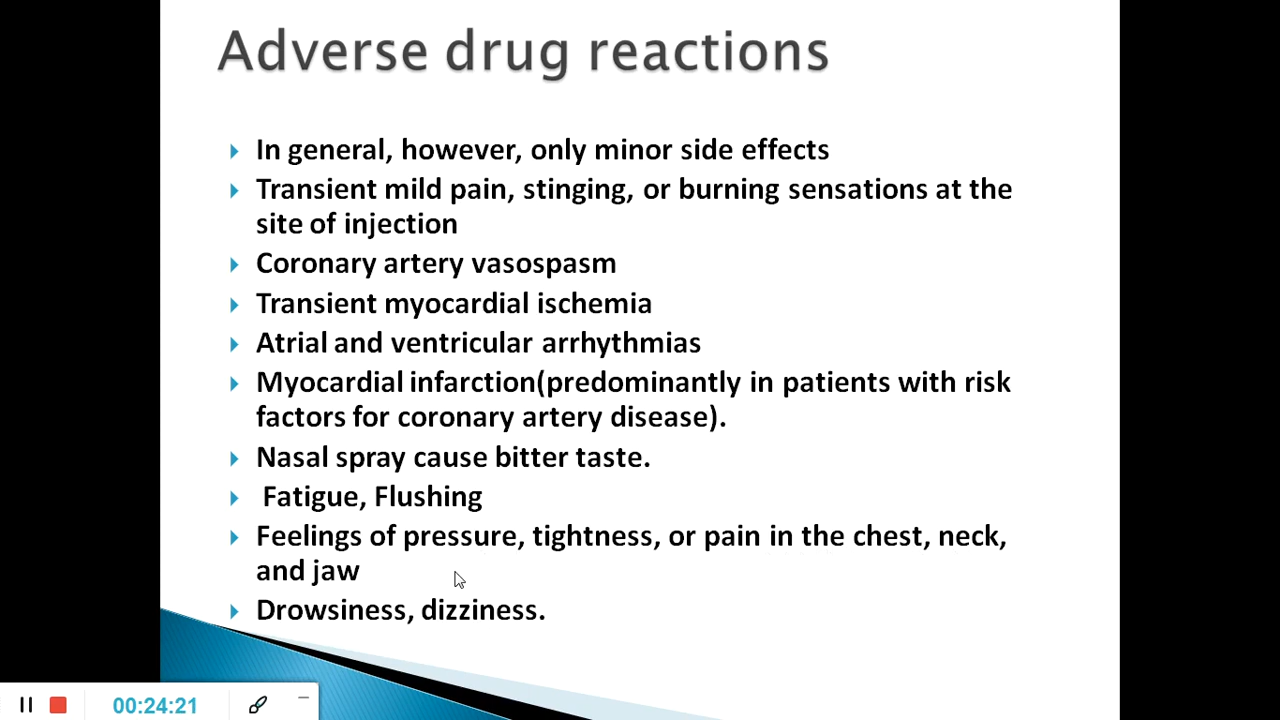 Adverse drug reactions
In general, however, only minor side effects
Transient mild pain, stinging, or burning sensations at the
site of injection
Coronary artery vasospasm
Transient myocardial ischemia
Atrial and ventricular arrhythmias
Myocardial infarction(predominantly in patients with risk
factors for coronary artery disease).
Nasal spray cause bitter taste.
Fatigue, Flushing
Feelings of pressure, tightness, or pain in the chest, neck,
and jaw
Drowsiness, dizziness.
00:24:21